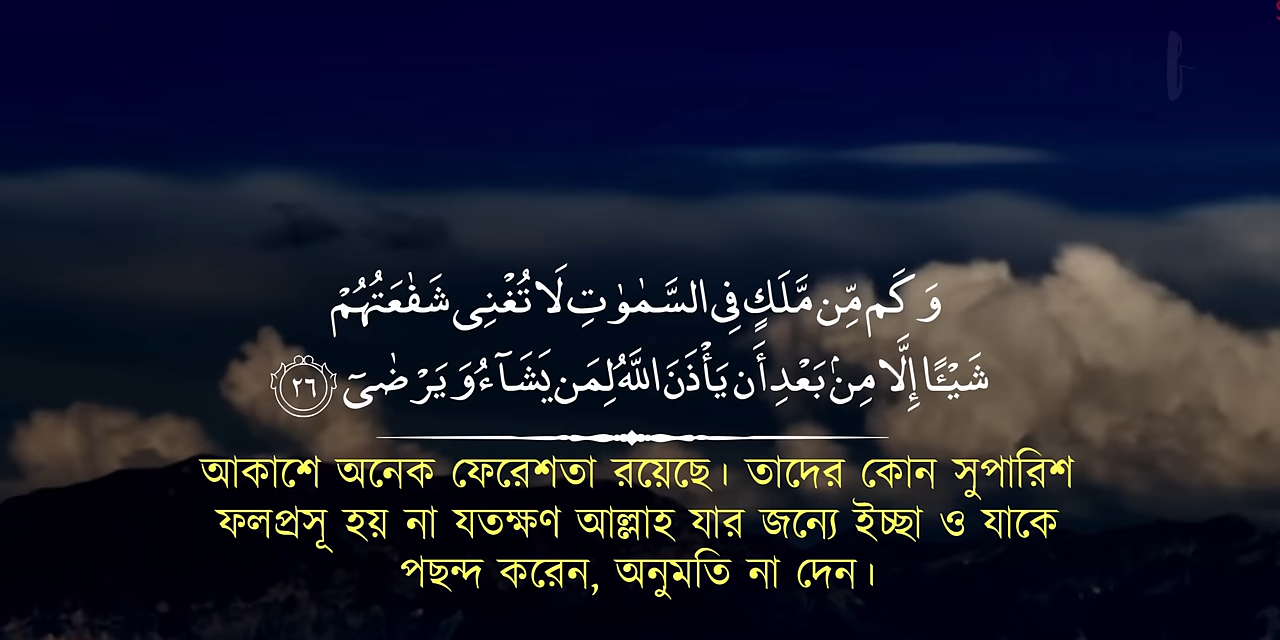 وَكَم مِّن مَّلَكٍ فِى السَّمٰوٰتِ لَا تُغْنِى شَفٰعَتُهُمْ
شَيْـًٔا إِلَّا مِنۢ بَعْدِ أَن يَأْذَنَ اللَّهُ لِمَن يَشَآءُ وَيَرْضٰىٓ ٢٦
আকাশে অনেক ফেরেশতা রয়েছে। তাদের কোন সুপারিশ
ফলপ্রসূ হয় না যতক্ষণ আল্লাহ যার জন্যে ইচ্ছা ও যাকে
পছন্দ করেন, অনুমতি না দেন।